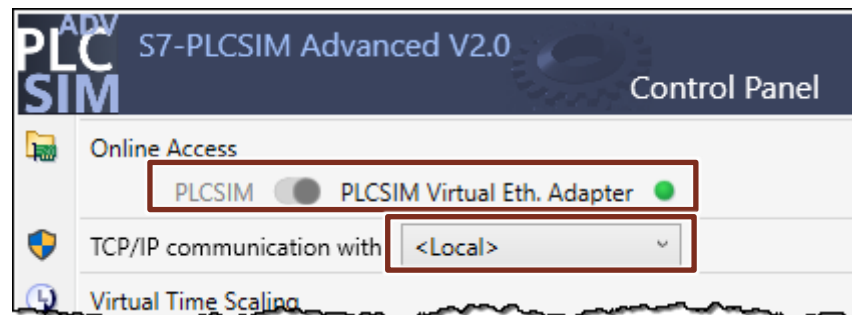 ADV
PLC
SIM
S7-PLCSIM Advanced V2.0
Control Panel
Online Access
PLCSIM PLCSIM Virtual Eth. Adapter
TCP/IP communication with <Local>
Virtual Time Scaling